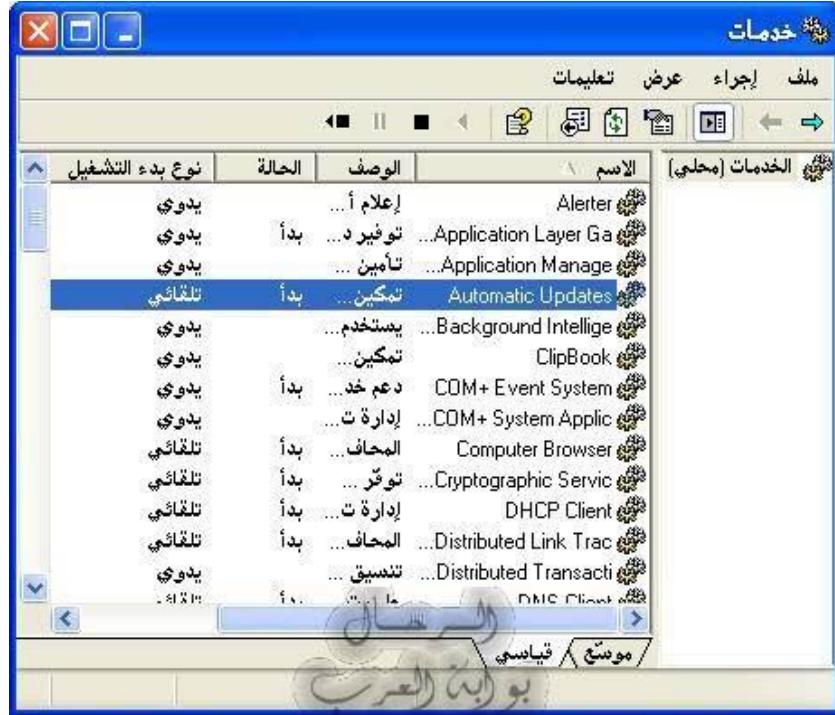 خدمات
ملف إجراء عرض تعليمات
الخدمات (محلي)
الاسم الوصف الحالة نوع بدء التشغيل
Alerter إعلام أ... يدوي
Application Layer Ga... توفير د... بدأ يدوي
Application Manage... تأمين ... يدوي
Automatic Updates تمكين... بدأ تلقائي
Background Intellige... يستخدم... يدوي
ClipBook تمكين... يدوي
COM+ Event System دعم خد... بدأ يدوي
COM+ System Applic... إدارة ت... يدوي
Computer Browser المحاف... بدأ تلقائي
Cryptographic Servic... توفّر ... بدأ تلقائي
DHCP Client إدارة ت... بدأ تلقائي
Distributed Link Trac... المحاف... بدأ تلقائي
Distributed Transacti... تنسيق ... يدوي
DNS Client بدأ تلقائي
موسّع قياسي
بوابة العرب